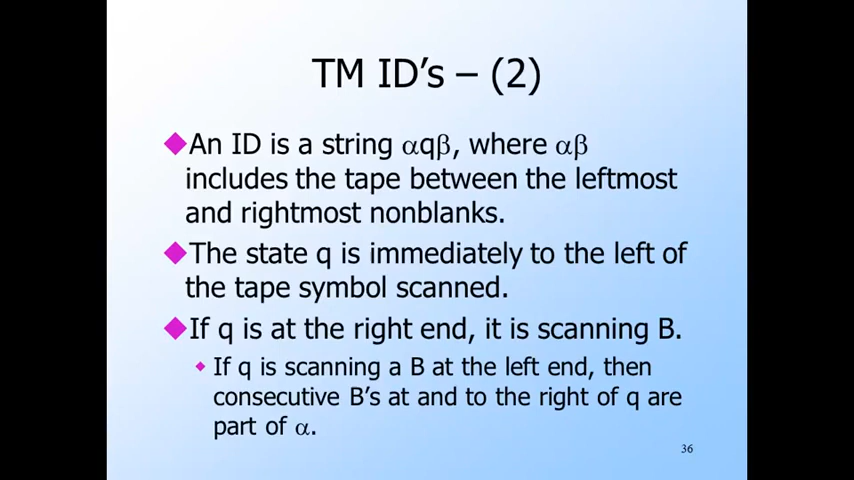 TM ID’s – (2)
◆An ID is a string αqβ, where αβ
includes the tape between the leftmost
and rightmost nonblanks.
◆The state q is immediately to the left of
the tape symbol scanned.
◆If q is at the right end, it is scanning B.
◆ If q is scanning a B at the left end, then
consecutive B’s at and to the right of q are
part of α.
36